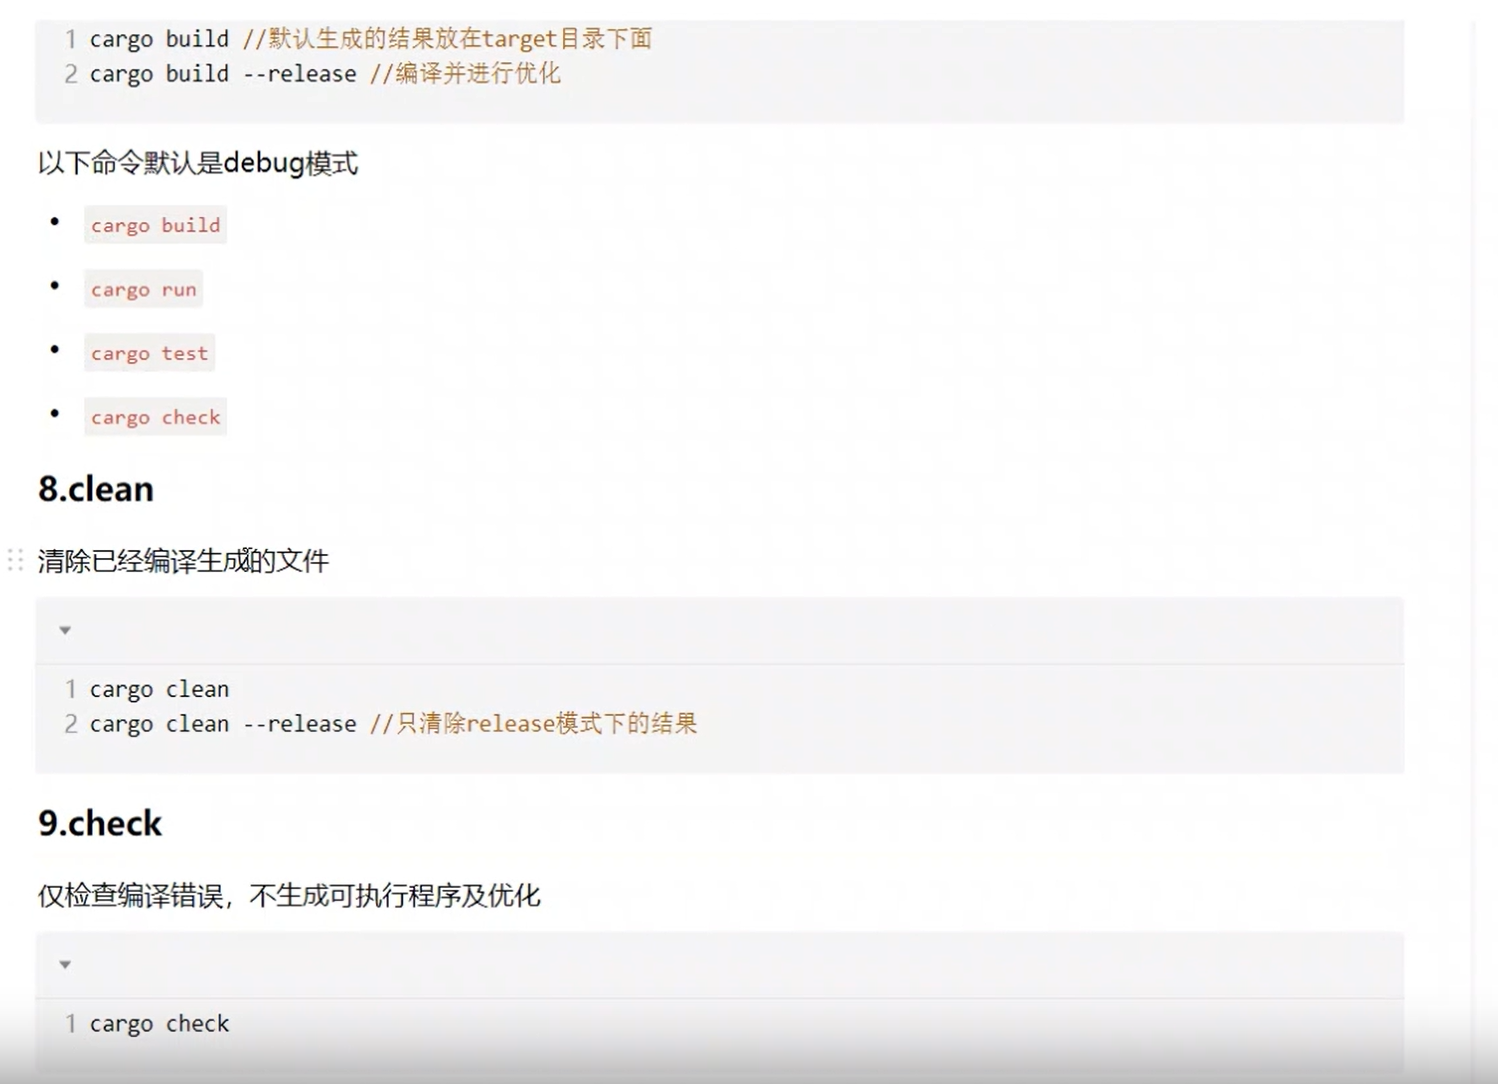 1 cargo build //默认生成的结果放在target目录下面
2 cargo build --release //编译并进行优化
以下命令默认是debug模式
• cargo build
• cargo run
• cargo test
• cargo check
8.clean
清除已经编译生成的文件
1 cargo clean
2 cargo clean --release //只清除release模式下的结果
9.check
仅检查编译错误，不生成可执行程序及优化
1 cargo check